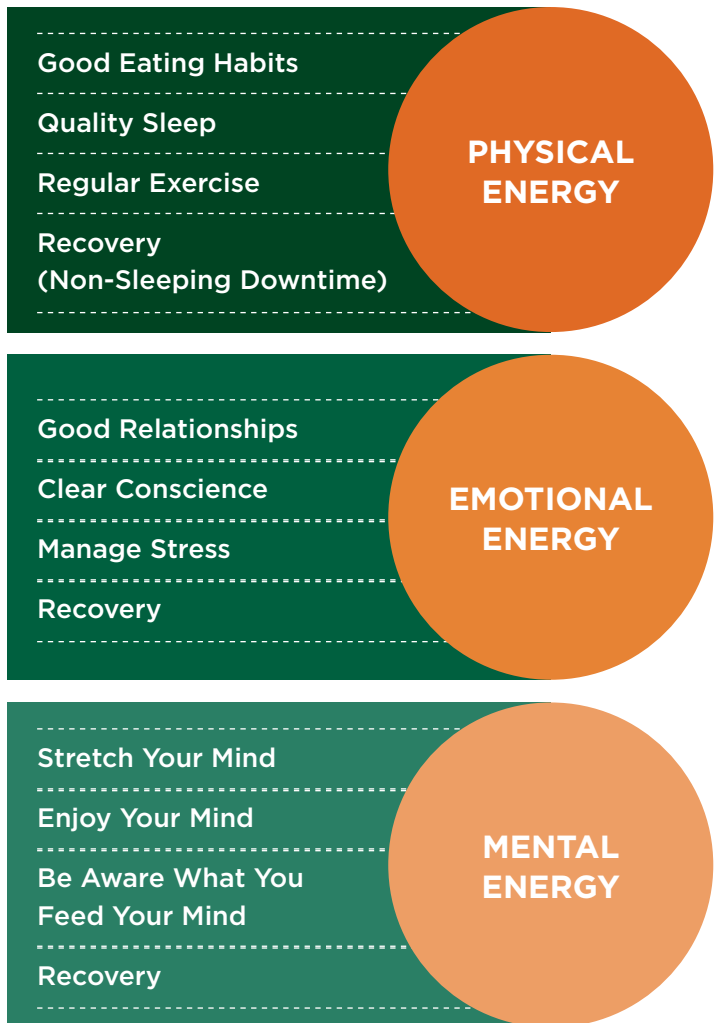 Good Eating Habits
Quality Sleep
Regular Exercise
Recovery
(Non-Sleeping Downtime)
PHYSICAL
ENERGY
Good Relationships
Clear Conscience
Manage Stress
Recovery
EMOTIONAL
ENERGY
Stretch Your Mind
Enjoy Your Mind
Be Aware What You
Feed Your Mind
Recovery
MENTAL
ENERGY